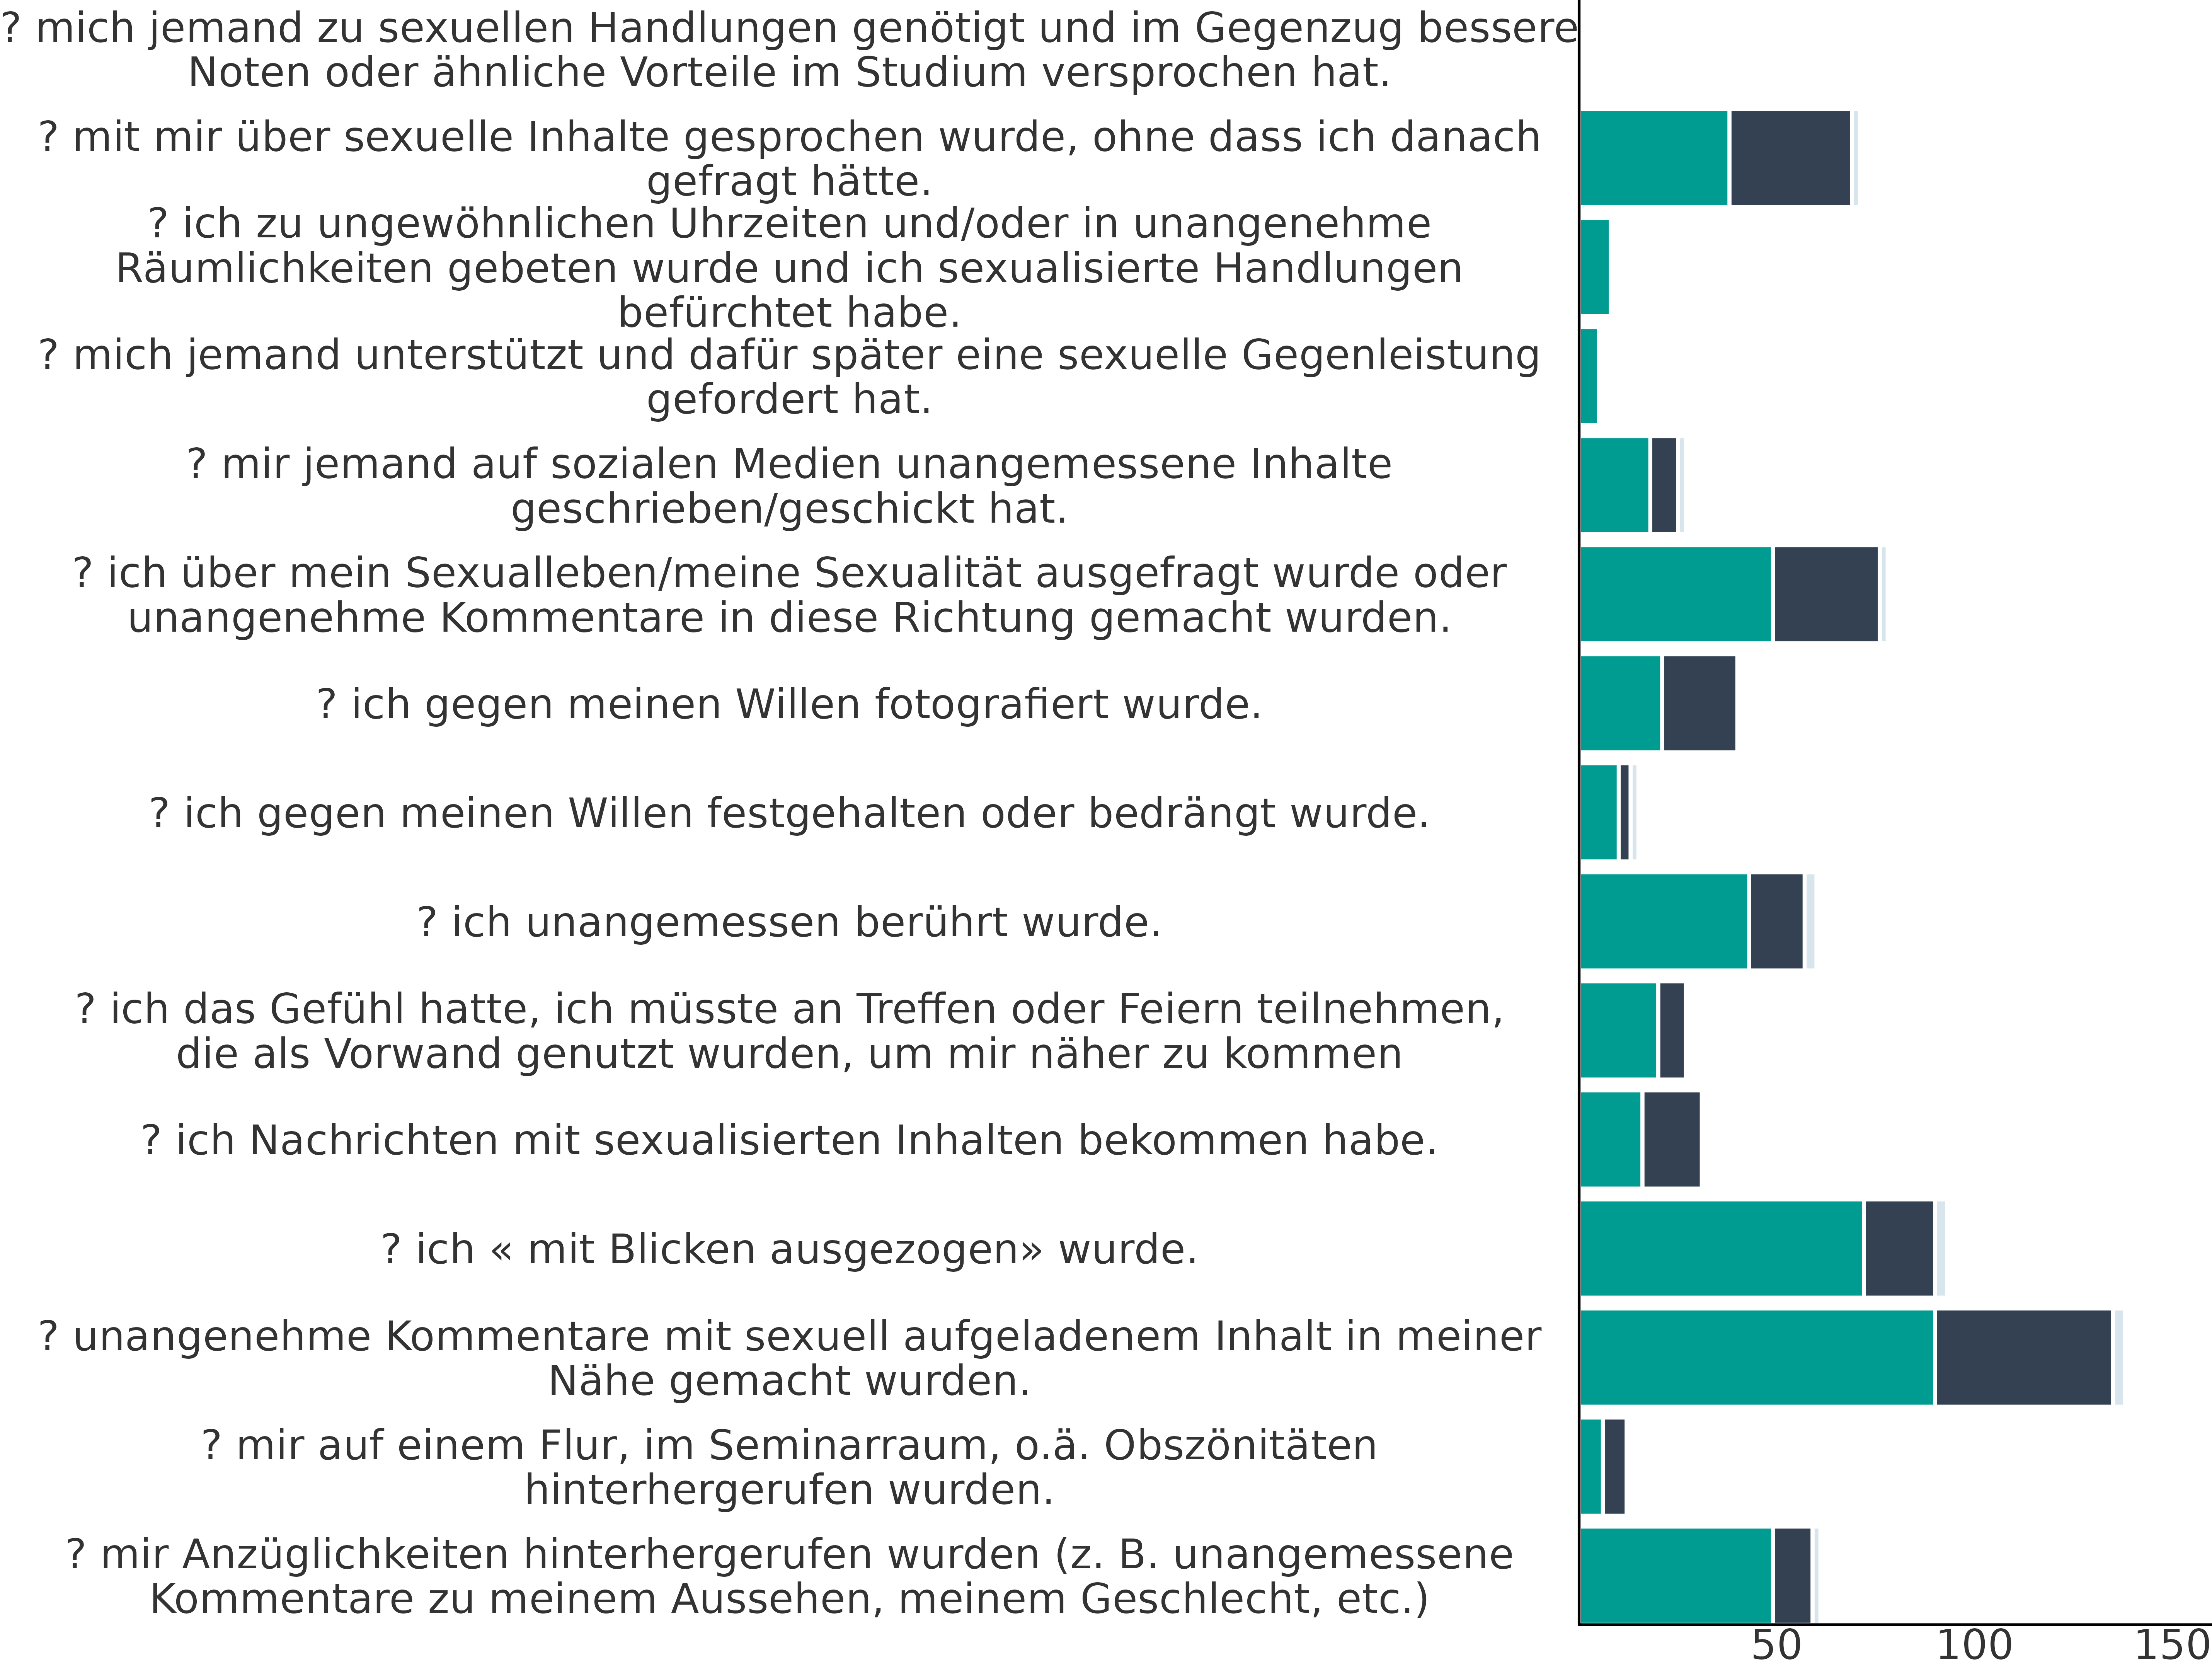 ? mich jemand zu sexuellen Handlungen genötigt und im Gegenzug bessere
Noten oder ähnliche Vorteile im Studium versprochen hat.
? mit mir über sexuelle Inhalte gesprochen wurde, ohne dass ich danach
gefragt hätte.
? ich zu ungewöhnlichen Uhrzeiten und/oder in unangenehme
Räumlichkeiten gebeten wurde und ich sexualisierte Handlungen
befürchtet habe.
? mich jemand unterstützt und dafür später eine sexuelle Gegenleistung
gefordert hat.
? mir jemand auf sozialen Medien unangemessene Inhalte
geschrieben/geschickt hat.
? ich über mein Sexualleben/meine Sexualität ausgefragt wurde oder
unangenehme Kommentare in diese Richtung gemacht wurden.
? ich gegen meinen Willen fotografiert wurde.
? ich gegen meinen Willen festgehalten oder bedrängt wurde.
? ich unangemessen berührt wurde.
? ich das Gefühl hatte, ich müsste an Treffen oder Feiern teilnehmen,
die als Vorwand genutzt wurden, um mir näher zu kommen
? ich Nachrichten mit sexualisierten Inhalten bekommen habe.
? ich « mit Blicken ausgezogen» wurde.
? unangenehme Kommentare mit sexuell aufgeladenem Inhalt in meiner
Nähe gemacht wurden.
? mir auf einem Flur, im Seminarraum, o.ä. Obszönitäten
hinterhergerufen wurden.
? mir Anzüglichkeiten hinterhergerufen wurden (z. B. unangemessene
Kommentare zu meinem Aussehen, meinem Geschlecht, etc.)
50 100 150